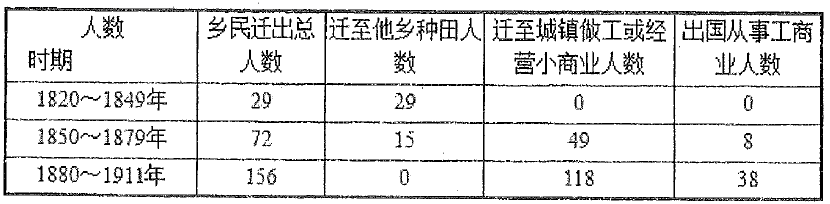 人数 乡民迁出总 迁至他乡种田人 迁至城镇做工或经 出国从事工商
时期 人数 数 营小商业人数 业人数
1820～1849年 29 29 0 0
1850～1879年 72 15 49 8
1880～1911年 156 0 118 38